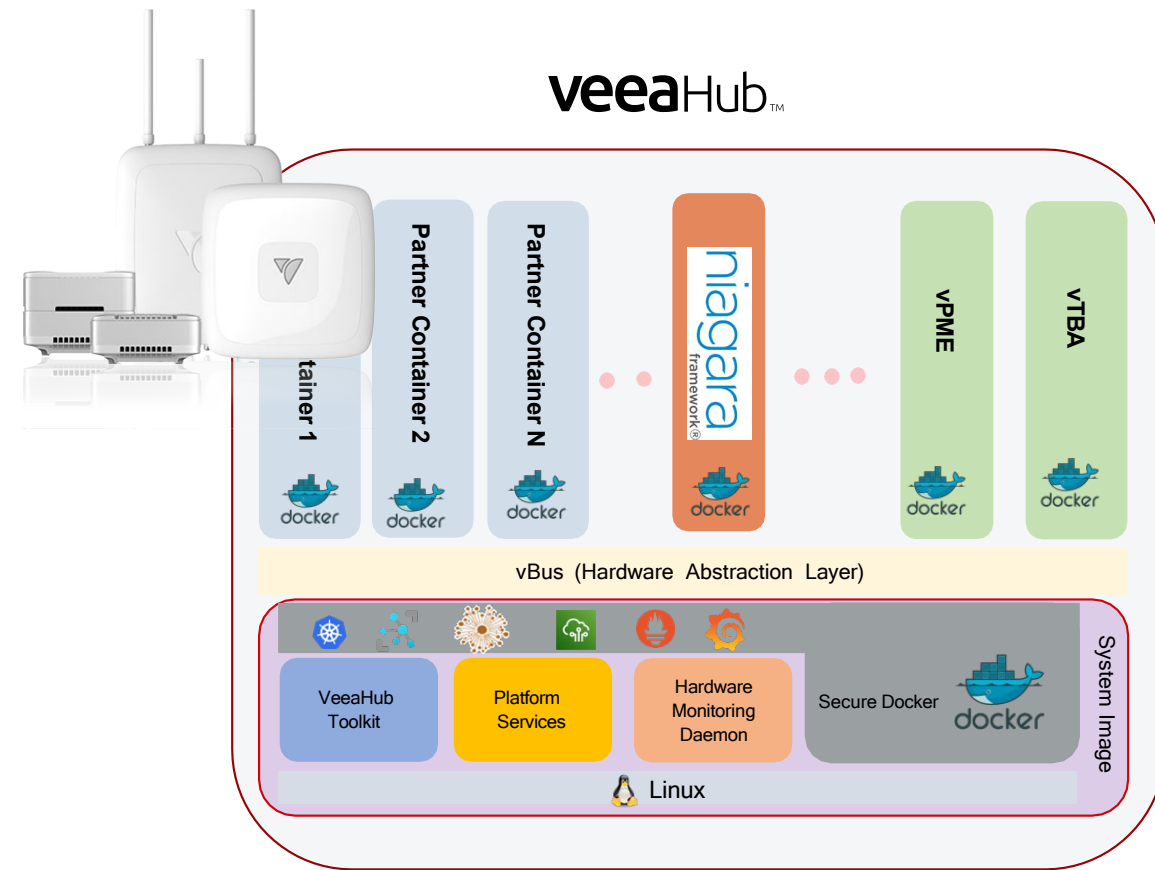 veeaHub™
tainer 1
Partner Container 2
Partner Container N
niagara
framework®
vPME
vTBA
docker
docker
docker
docker
docker
docker
vBus (Hardware Abstraction Layer)
VeeaHub
Toolkit
Platform
Services
Hardware
Monitoring
Daemon
Secure Docker
docker
System Image
Linux